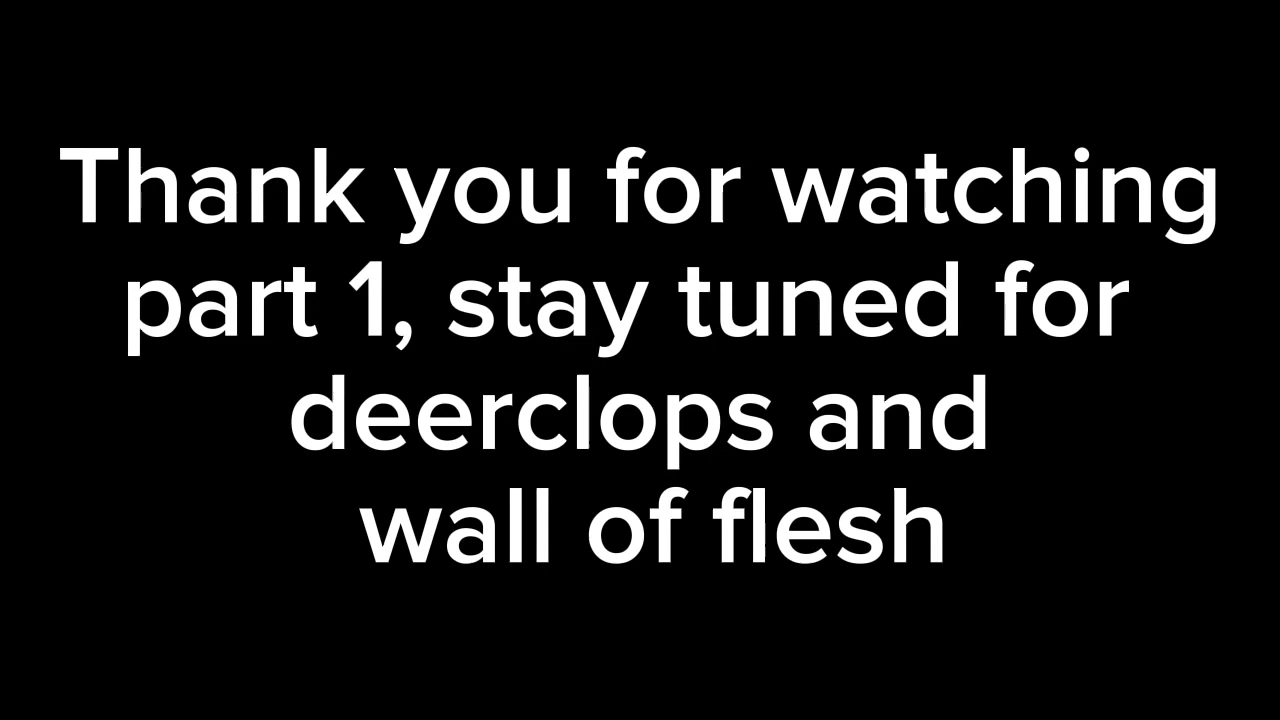 Thank you for watching
part 1, stay tuned for
deerclops and
wall of flesh